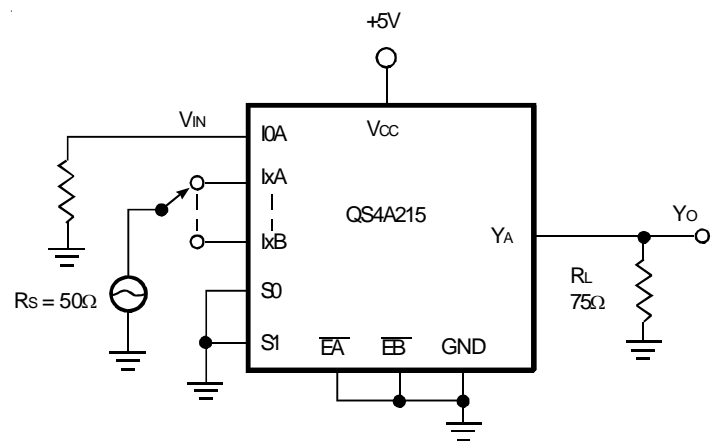 +5V
VIN
I0A
VCC
IxA
QS4A215
IxB
YA
YO
S0
RS = 50Ω
RL
75Ω
S1
EA
EB
GND